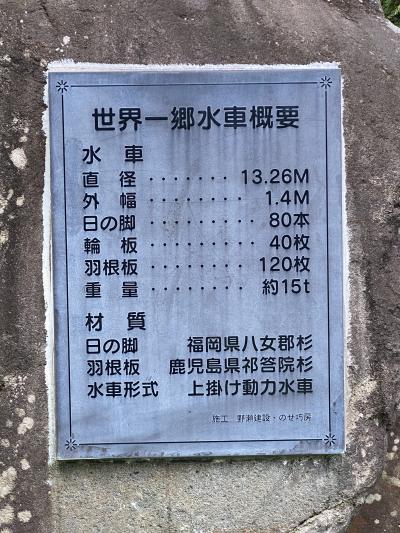 世界一郷水車概要
水車
直径・・・・・・・13.26M
外幅・・・・・・・・1.4M
日の脚・・・・・・・・80本
輪板・・・・・・・・40枚
羽根板・・・・・・・・120枚
重量・・・・・・・・約15t
材質
日の脚 福岡県八女郡杉
羽根板 鹿児島県祁答院杉
水車形式 上掛け動力水車
施工 野瀬建設・のせ巧房